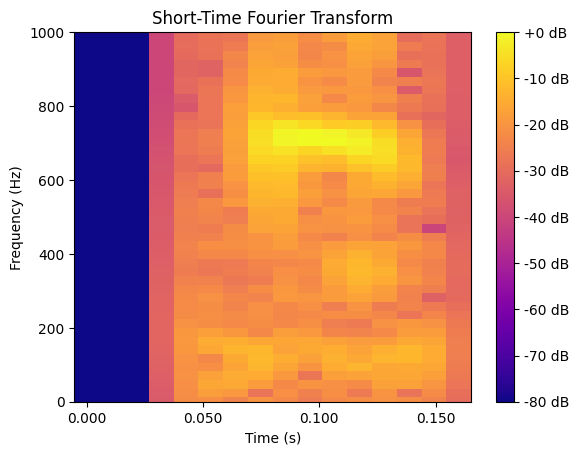 Short-Time Fourier Transform
Frequency (Hz)
1000
800
600
400
200
0
0.000
0.050
0.100
0.150
Time (s)
+0 dB
-10 dB
-20 dB
-30 dB
-40 dB
-50 dB
-60 dB
-70 dB
-80 dB